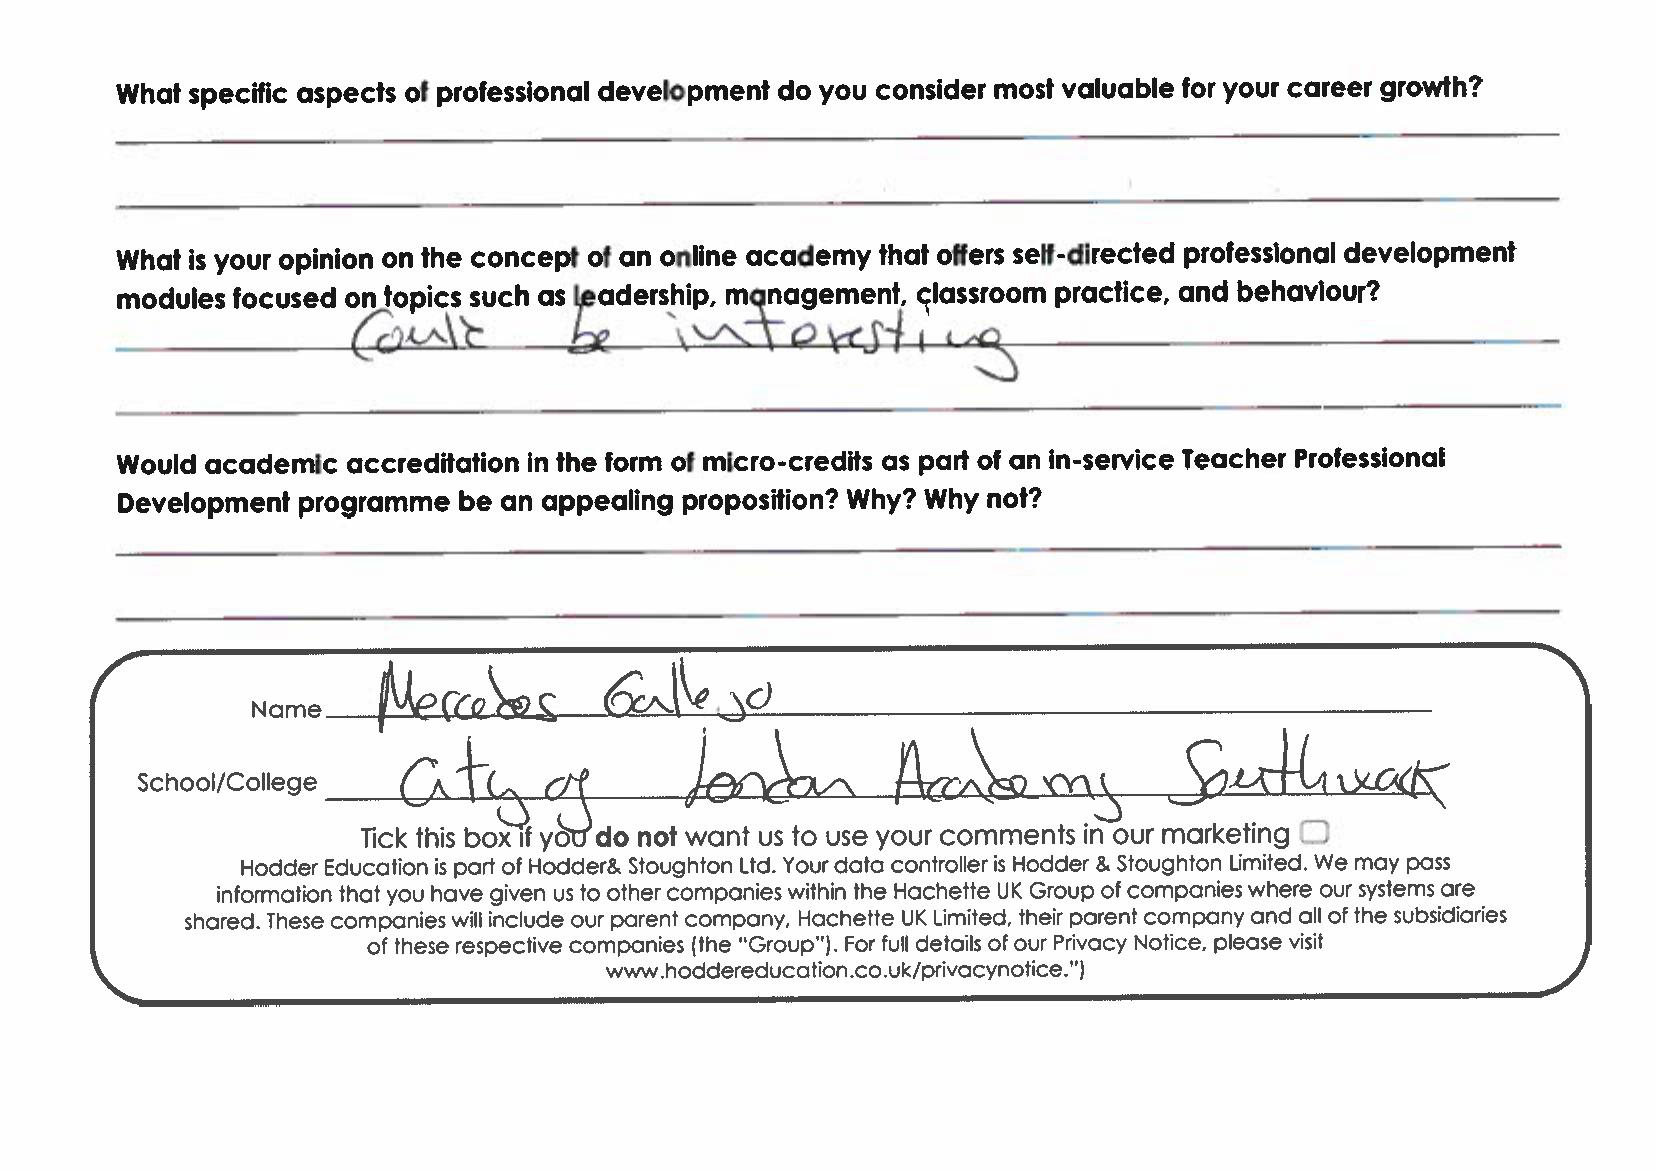 What specific aspects of professional development do you consider most valuable for your career growth?
What is your opinion on the concept of an online academy that offers self-directed professional development
modules focused on topics such as leadership, management, classroom practice, and behaviour?
Could be interesting
Would academic accreditation in the form of micro-credits as part of an in-service Teacher Professional
Development programme be an appealing proposition? Why? Why not?
Name Mercedes Gallego
School/College City of London Academy Southwark
Tick this box if you do not want us to use your comments in our marketing
Hodder Education is part of Hodder& Stoughton Ltd. Your data controller is Hodder & Stoughton Limited. We may pass
information that you have given us to other companies within the Hachette UK Group of companies where our systems are
shared. These companies will include our parent company, Hachette UK Limited, their parent company and all of the subsidiaries
of these respective companies (the "Group"). For full details of our Privacy Notice, please visit
www.hoddereducation.co.uk/privacynotice.")